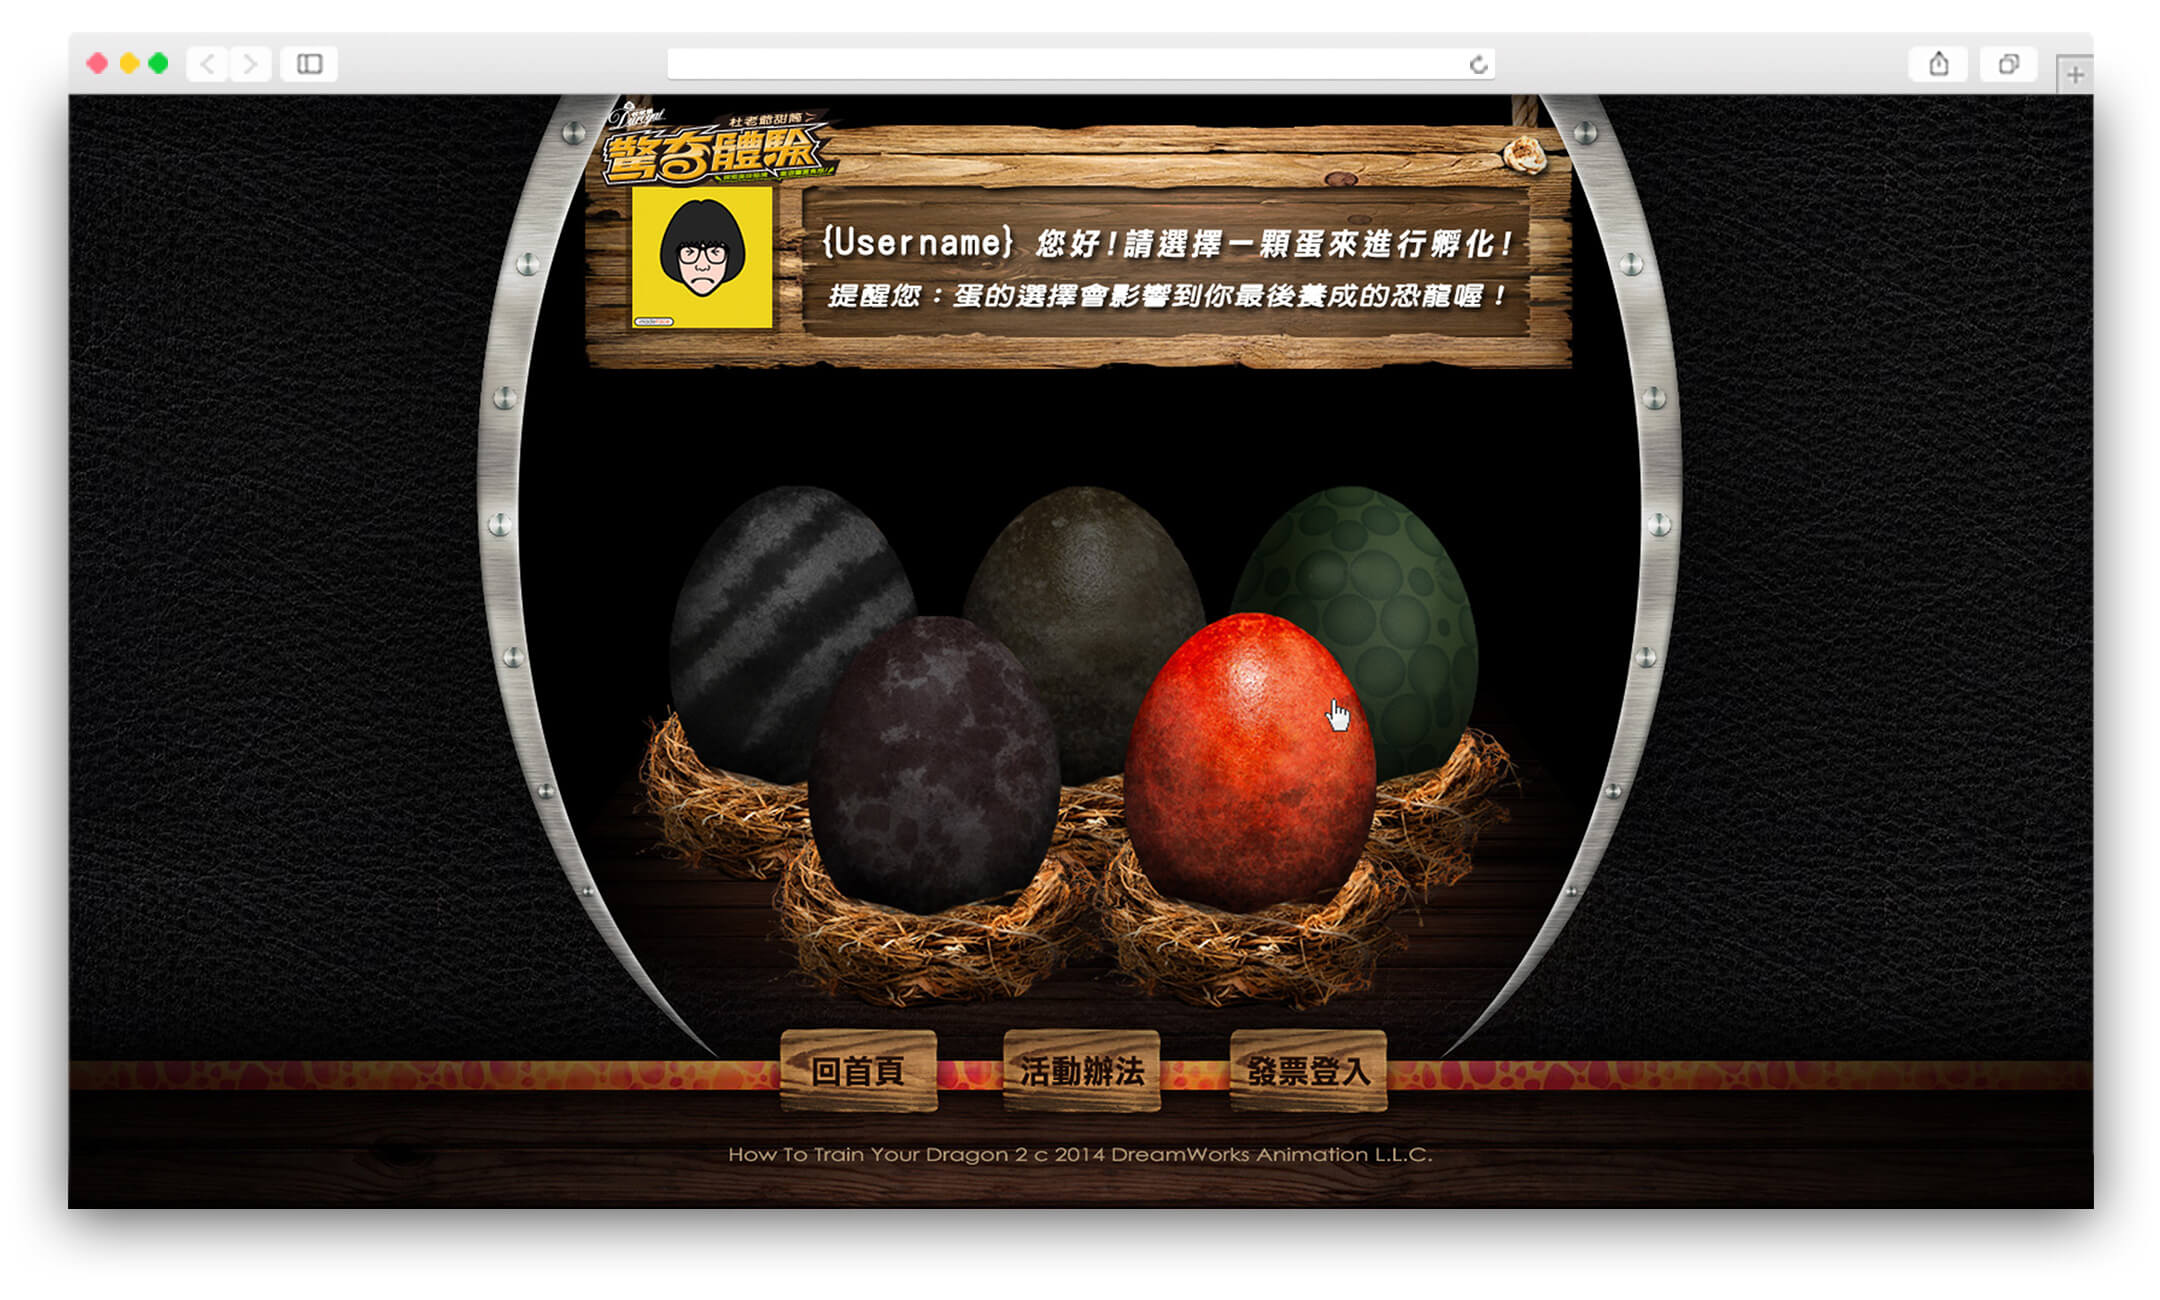 Duroyal
杜老爺甜筒
驚奇體驗
{Username} 您好!請選擇一顆蛋來進行孵化!
提醒您：蛋的選擇會影響到你最後養成的恐龍喔！
回首頁
活動辦法
發票登入
How To Train Your Dragon 2 c 2014 DreamWorks Animation L.L.C.